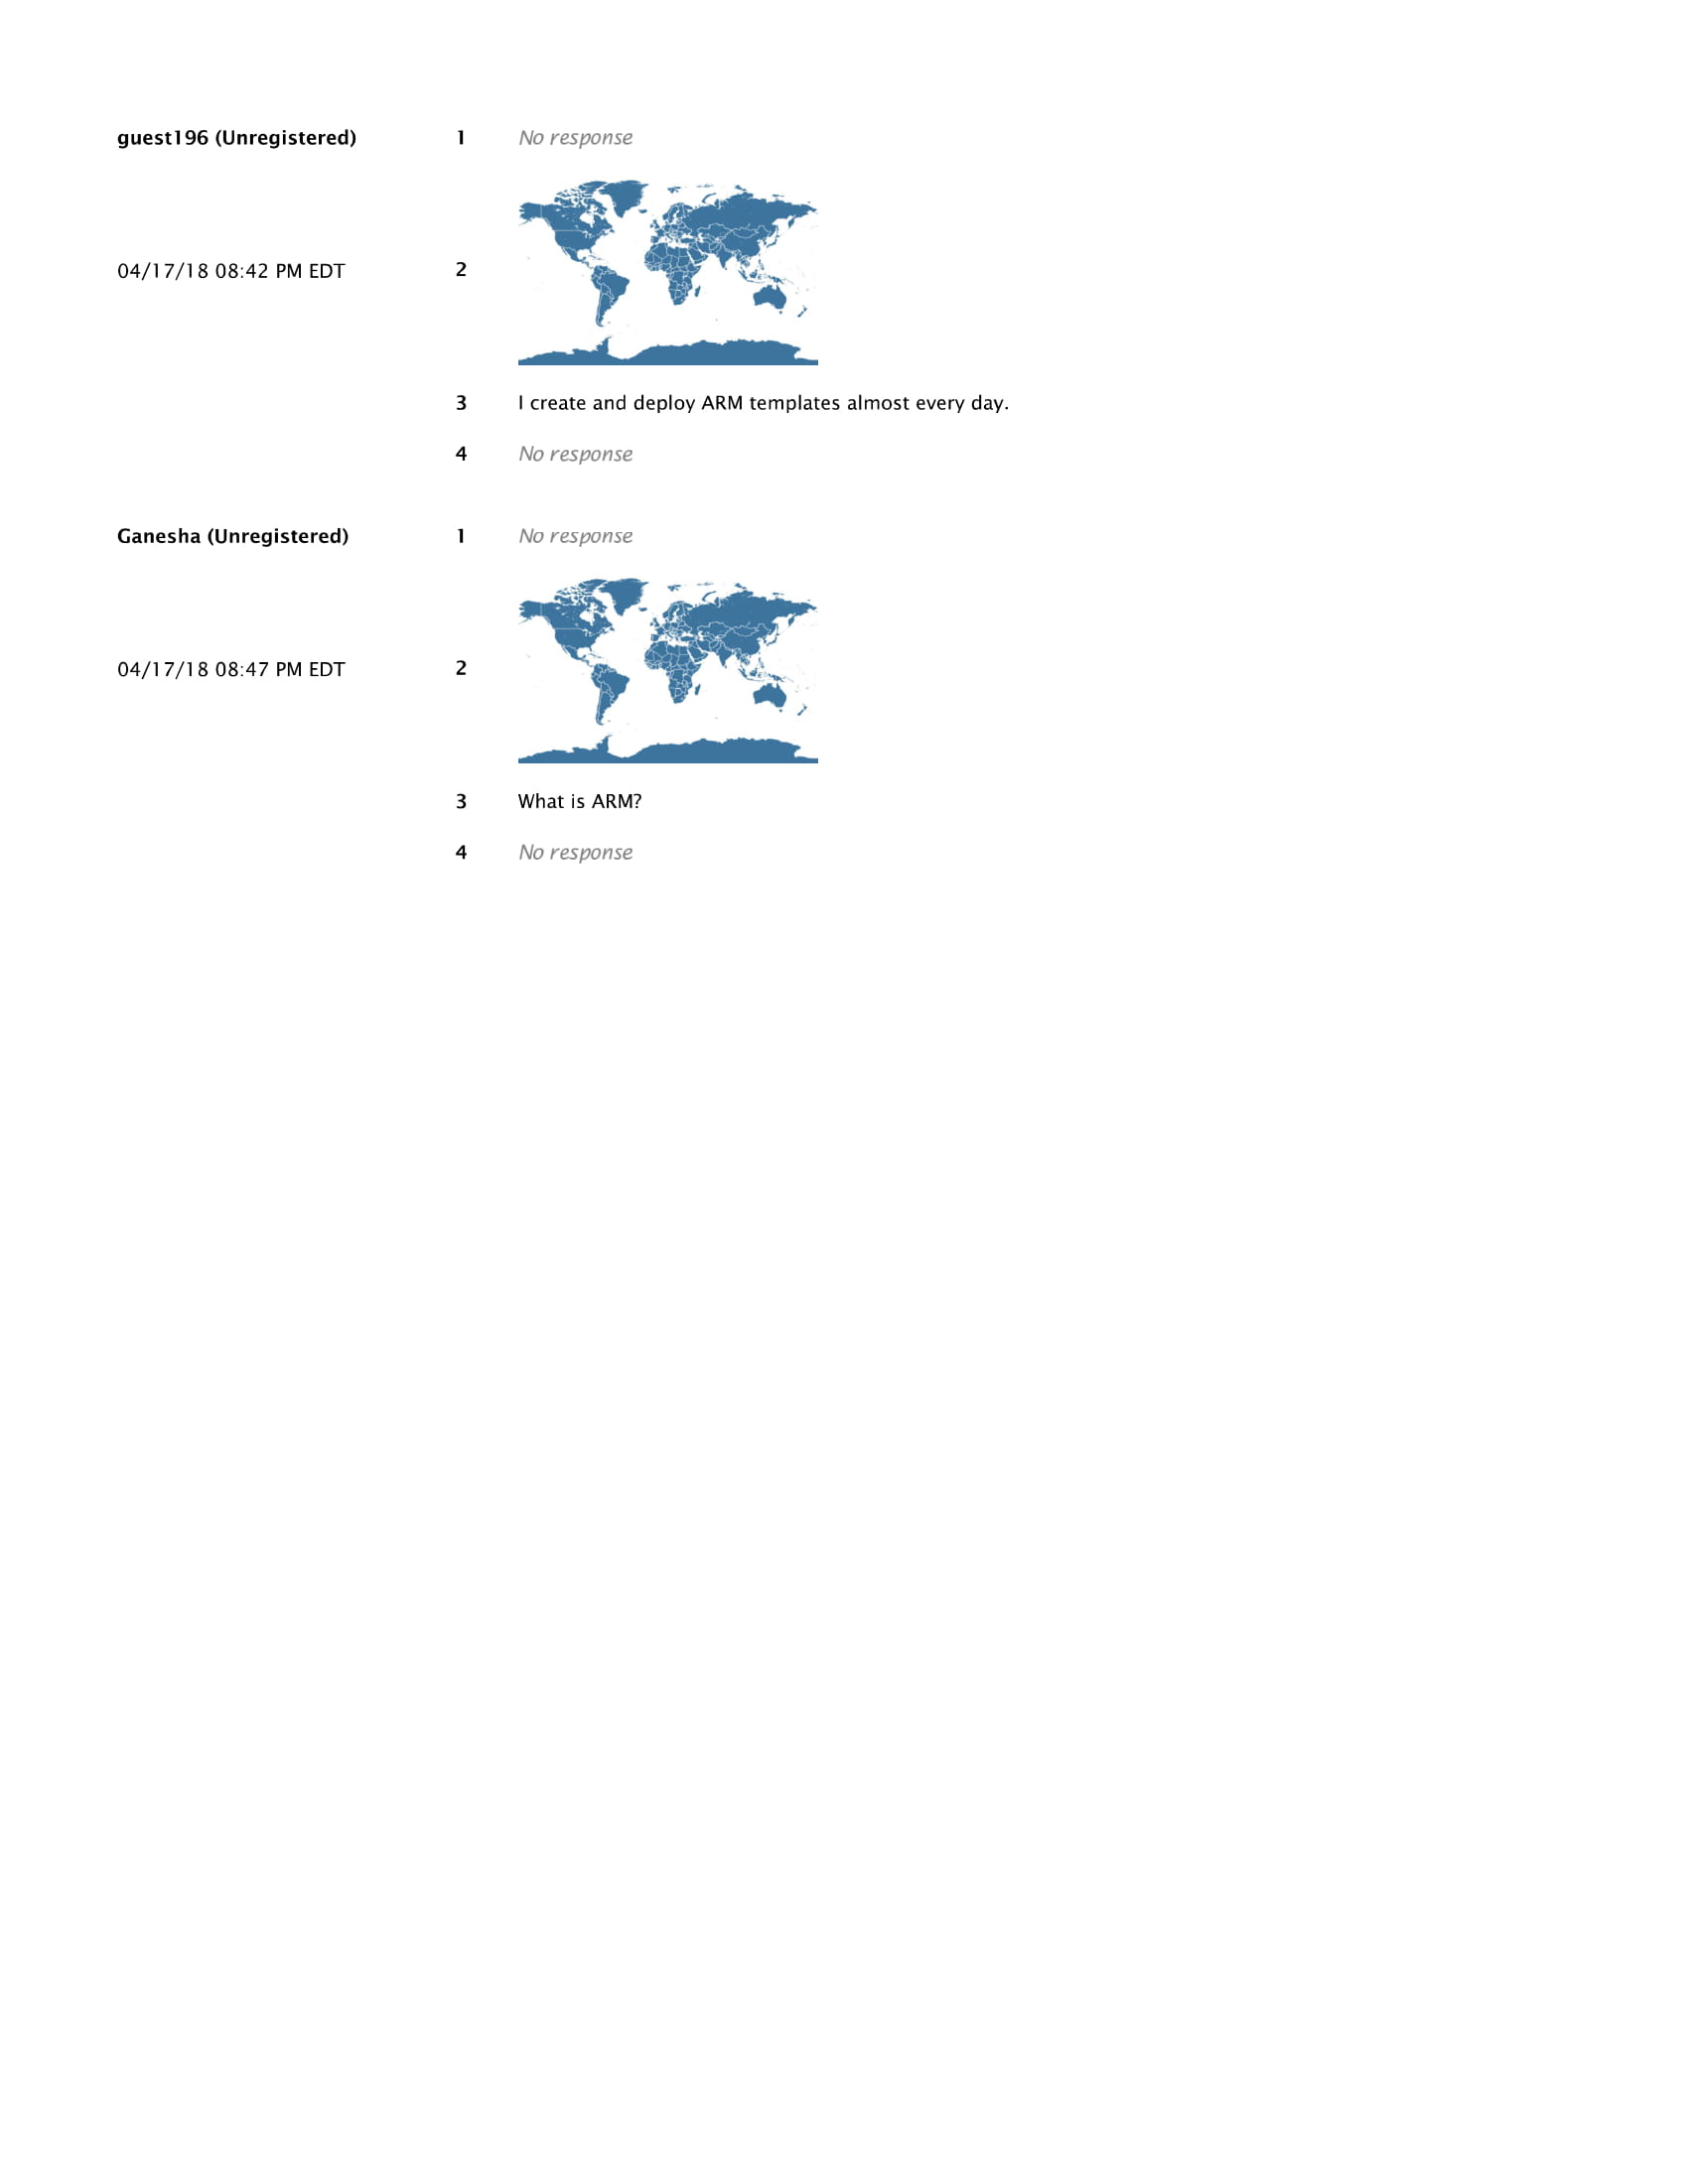 guest196 (Unregistered) 1 No response
04/17/18 08:42 PM EDT 2
3 I create and deploy ARM templates almost every day.
4 No response
Ganesha (Unregistered) 1 No response
04/17/18 08:47 PM EDT 2
3 What is ARM?
4 No response